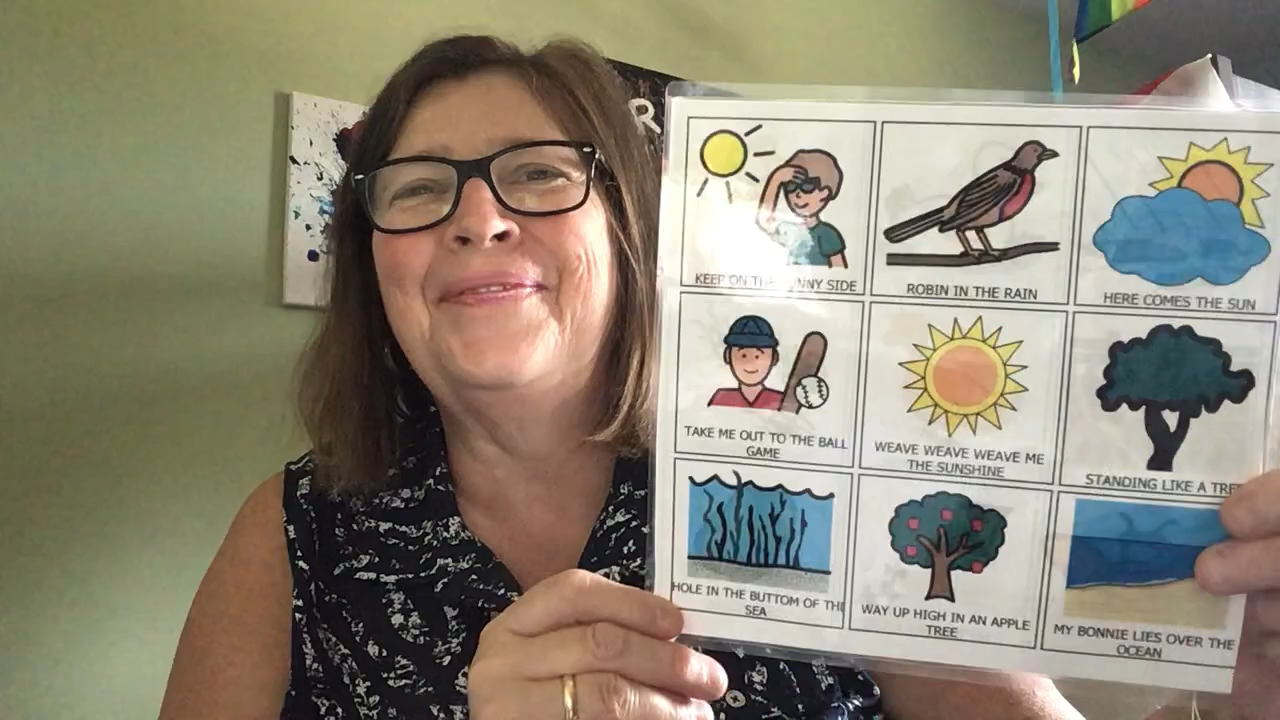 R
KEEP ON THE SUNNY SIDE
ROBIN IN THE RAIN
HERE COMES THE SUN
TAKE ME OUT TO THE BALL
GAME
WEAVE WEAVE WEAVE ME
THE SUNSHINE
STANDING LIKE A TRE
HOLE IN THE BUTTOM OF THE
SEA
WAY UP HIGH IN AN APPLE
TREE
MY BONNIE LIES OVER THE
OCEAN